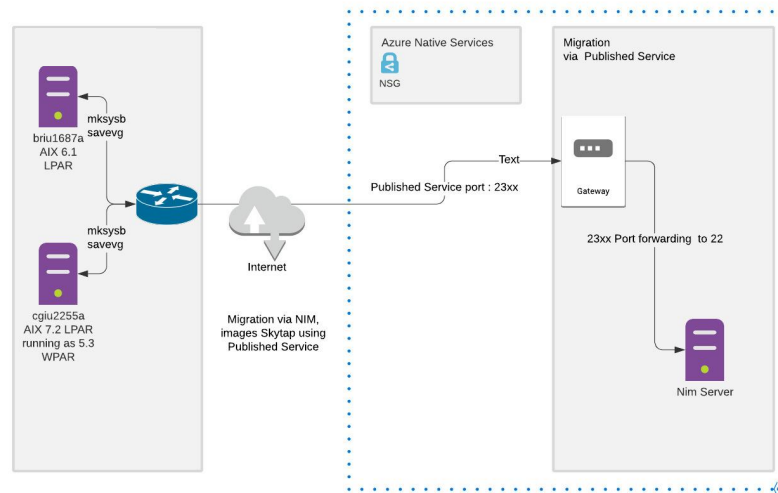 mksysb
savevg
briu1687a
AIX 6.1
LPAR
mksysb
savevg
cgiu2255a
AIX 7.2 LPAR
running as 5.3
WPAR
Internet
Migration via NIM,
images Skytap using
Published Service
Azure Native Services
NSG
Text
Published Service port : 23xx
Migration
via Published Service
Gateway
23xx Port forwarding to 22
Nim Server